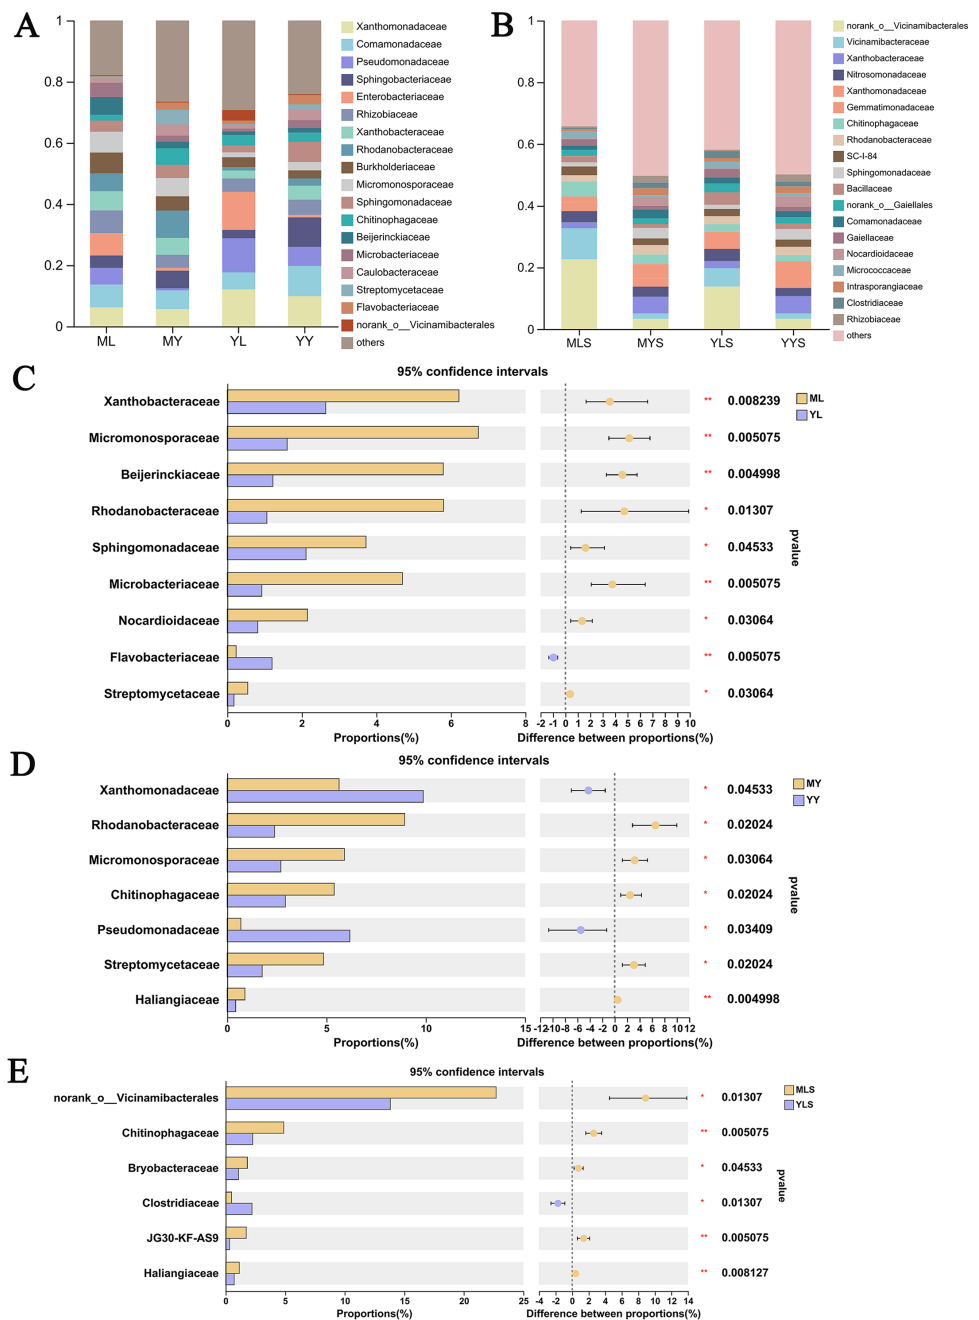 A
1
0.8
0.6
0.4
0.2
0
ML
MY
YL
YY
Xanthomonadaceae
Comamonadaceae
Pseudomonadaceae
Sphingobacteriaceae
Enterobacteriaceae
Rhizobiaceae
Xanthobacteraceae
Rhodanobacteraceae
Burkholderiaceae
Micromonosporaceae
Sphingomonadaceae
Chitinophagaceae
Beijerinckiaceae
Microbacteriaceae
Caulobacteraceae
Streptomycetaceae
Flavobacteriaceae
norank_o__Vicinamibacterales
others
B
1
0.8
0.6
0.4
0.2
0
MLS
MYS
YLS
YYS
norank_o__Vicinamibacterales
Vicinamibacteraceae
Xanthobacteraceae
Nitrosomonadaceae
Xanthomonadaceae
Gemmatimonadaceae
Chitinophagaceae
Rhodanobacteraceae
SC-I-84
Sphingomonadaceae
Bacillaceae
norank_o__Gaiellales
Comamonadaceae
Gaiellaceae
Nocardioidaceae
Micrococcaceae
Intrasporangiaceae
Clostridiaceae
Rhizobiaceae
others
C
95% confidence intervals
Xanthobacteraceae ** 0.008239
Micromonosporaceae ** 0.005075
Beijerinckiaceae ** 0.004998
Rhodanobacteraceae * 0.01307
Sphingomonadaceae * 0.04533
Microbacteriaceae ** 0.005075
Nocardioidaceae * 0.03064
Flavobacteriaceae ** 0.005075
Streptomycetaceae * 0.03064
0 2 4 6 8
-2 -1 0 1 2 3 4 5 6 7 8 9 10
Proportions(%)
Difference between proportions(%)
ML
YL
pvalue
D
95% confidence intervals
Xanthomonadaceae * 0.04533
Rhodanobacteraceae * 0.02024
Micromonosporaceae * 0.03064
Chitinophagaceae * 0.02024
Pseudomonadaceae * 0.03409
Streptomycetaceae * 0.02024
Haliangiaceae ** 0.004998
0 5 10 15
-12 -10 -8 -6 -4 -2 0 2 4 6 8 10 12
Proportions(%)
Difference between proportions(%)
MY
YY
pvalue
E
95% confidence intervals
norank_o__Vicinamibacterales * 0.01307
Chitinophagaceae ** 0.005075
Bryobacteraceae * 0.04533
Clostridiaceae * 0.01307
JG30-KF-AS9 ** 0.005075
Haliangiaceae ** 0.008127
0 5 10 15 20 25
-4 -2 0 2 4 6 8 10 12 14
Proportions(%)
Difference between proportions(%)
MLS
YLS
pvalue